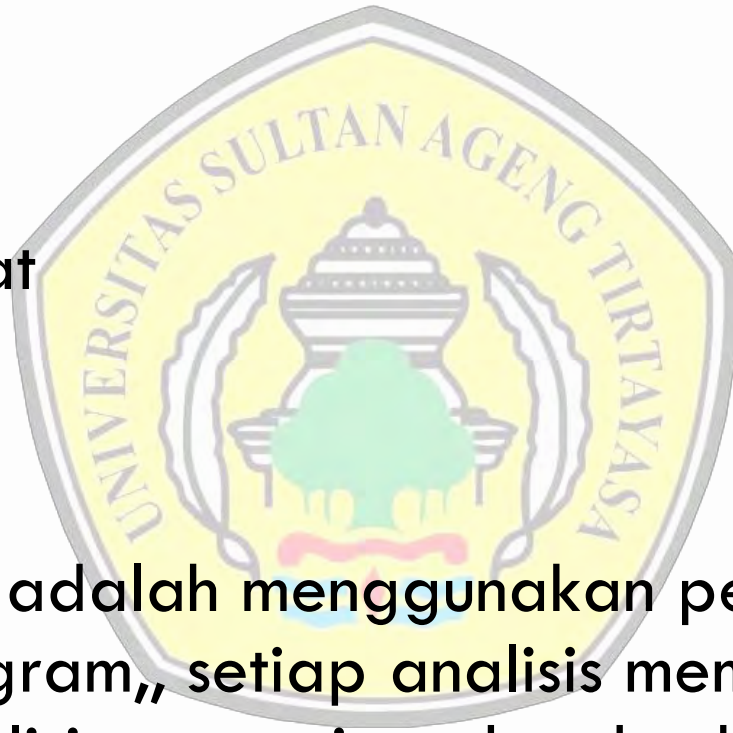 UNIVERSITAS SULTAN AGENG TIRTAYASA
at
adalah menggunakan pe
gram,, setiap analisis men